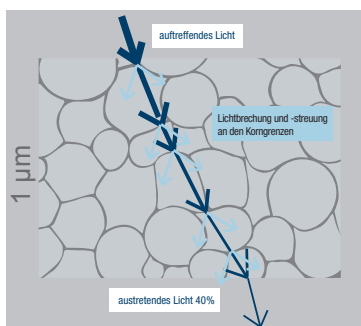 auftreffendes Licht
Lichtbrechung und -streuung
an den Korngrenzen
1 µm
austretendes Licht 40%